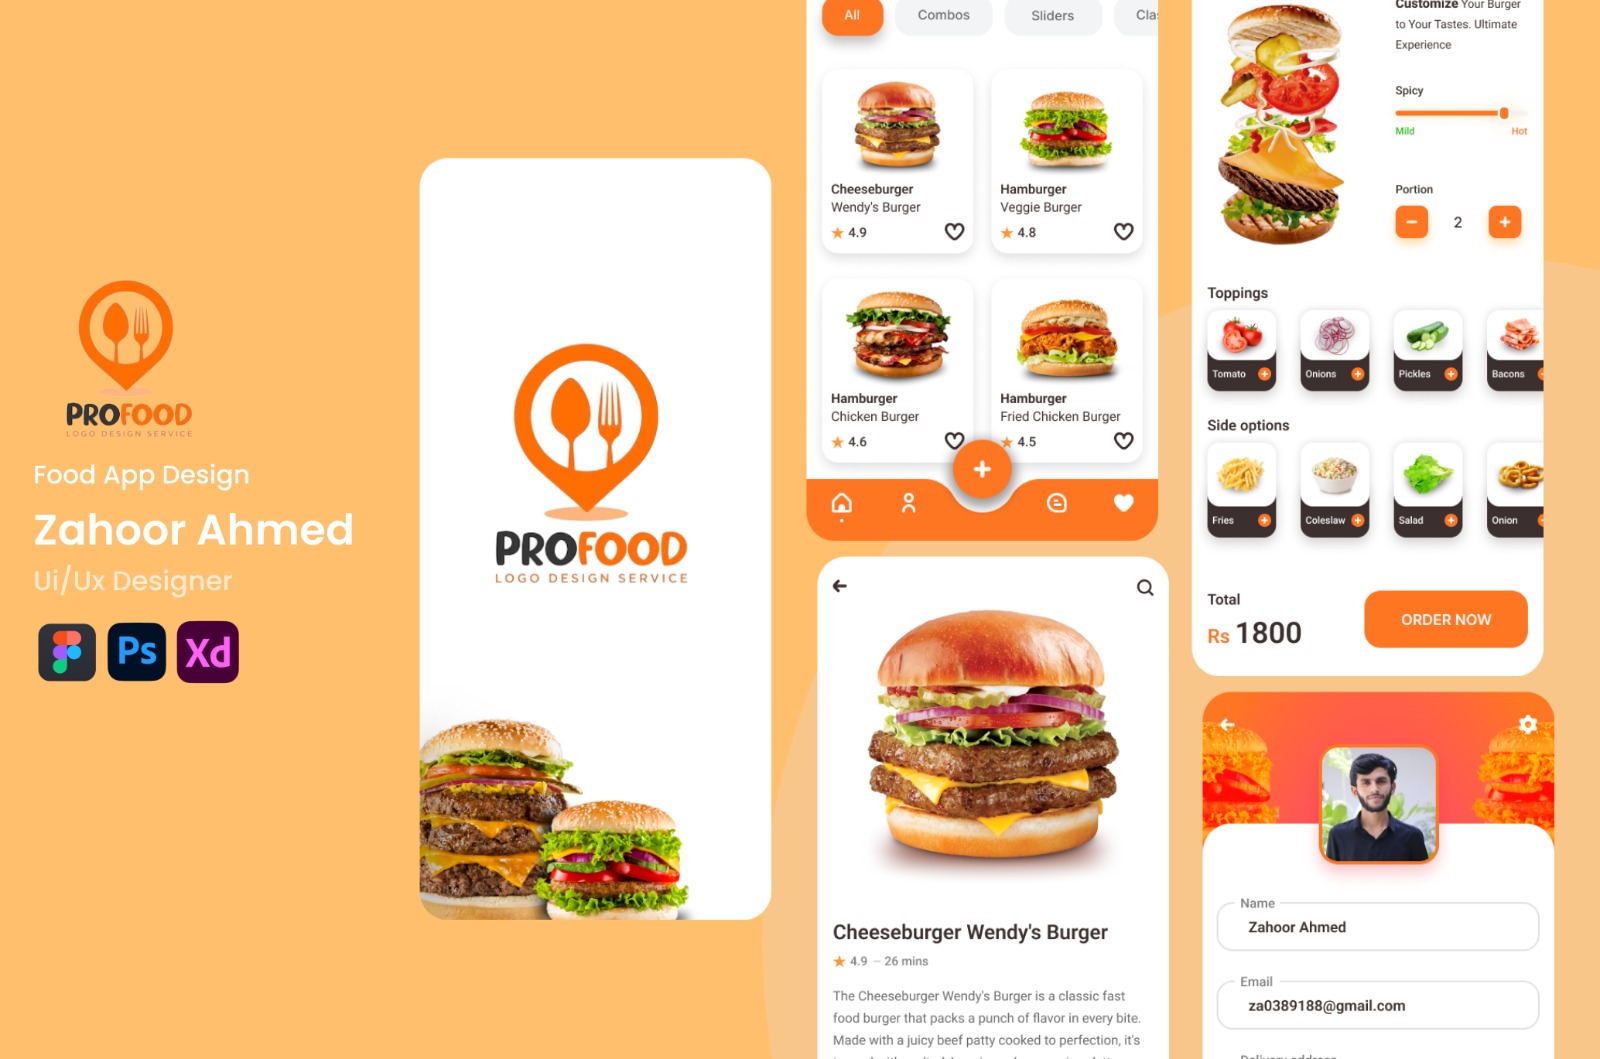 PROFOOD
LOGO DESIGN SERVICE
Food App Design
Zahoor Ahmed
Ui/Ux Designer
Ps
Xd
PROFOOD
LOGO DESIGN SERVICE
All
Combos
Sliders
Cla
Cheeseburger
Wendy's Burger
4.9
Hamburger
Veggie Burger
4.8
Hamburger
Chicken Burger
4.6
Hamburger
Fried Chicken Burger
4.5
Cheeseburger Wendy's Burger
4.9 – 26 mins
The Cheeseburger Wendy's Burger is a classic fast
food burger that packs a punch of flavor in every bite.
Made with a juicy beef patty cooked to perfection, it's
Customize Your Burger
to Your Tastes. Ultimate
Experience
Spicy
Mild
Hot
Portion
2
Toppings
Tomato
Onions
Pickles
Bacons
Side options
Fries
Coleslaw
Salad
Onion
Total
Rs 1800
ORDER NOW
Name
Zahoor Ahmed
Email
za0389188@gmail.com
Delivery address